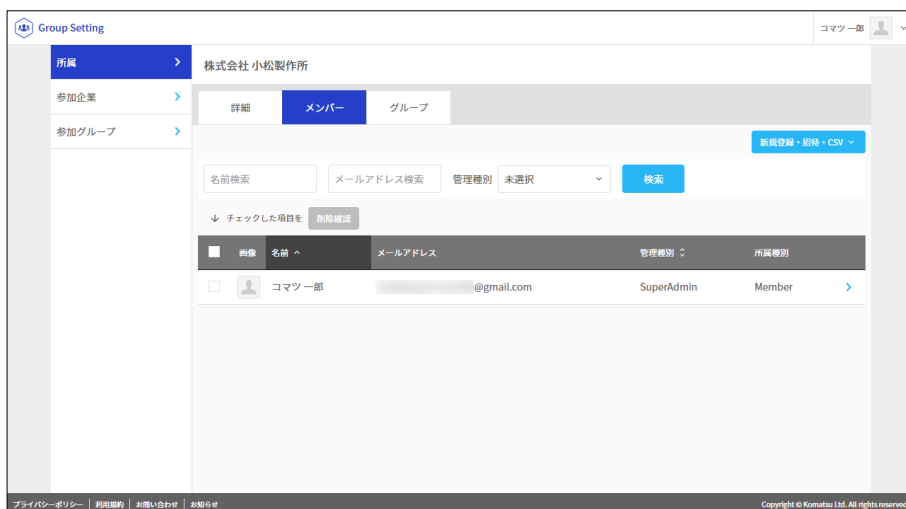 Group Setting
コマツ 一郎
所属
参加企業
参加グループ
株式会社 小松製作所
詳細 メンバー グループ
新規登録・招待・CSV
名前検索 メールアドレス検索 管理種別 未選択 検索
チェックした項目を 削除確認
画像 名前 メールアドレス 管理種別 所属種別
コマツ 一郎 @gmail.com SuperAdmin Member
プライバシーポリシー 利用規約 お問い合わせ お知らせ Copyright © Komatsu Ltd. All rights reserved